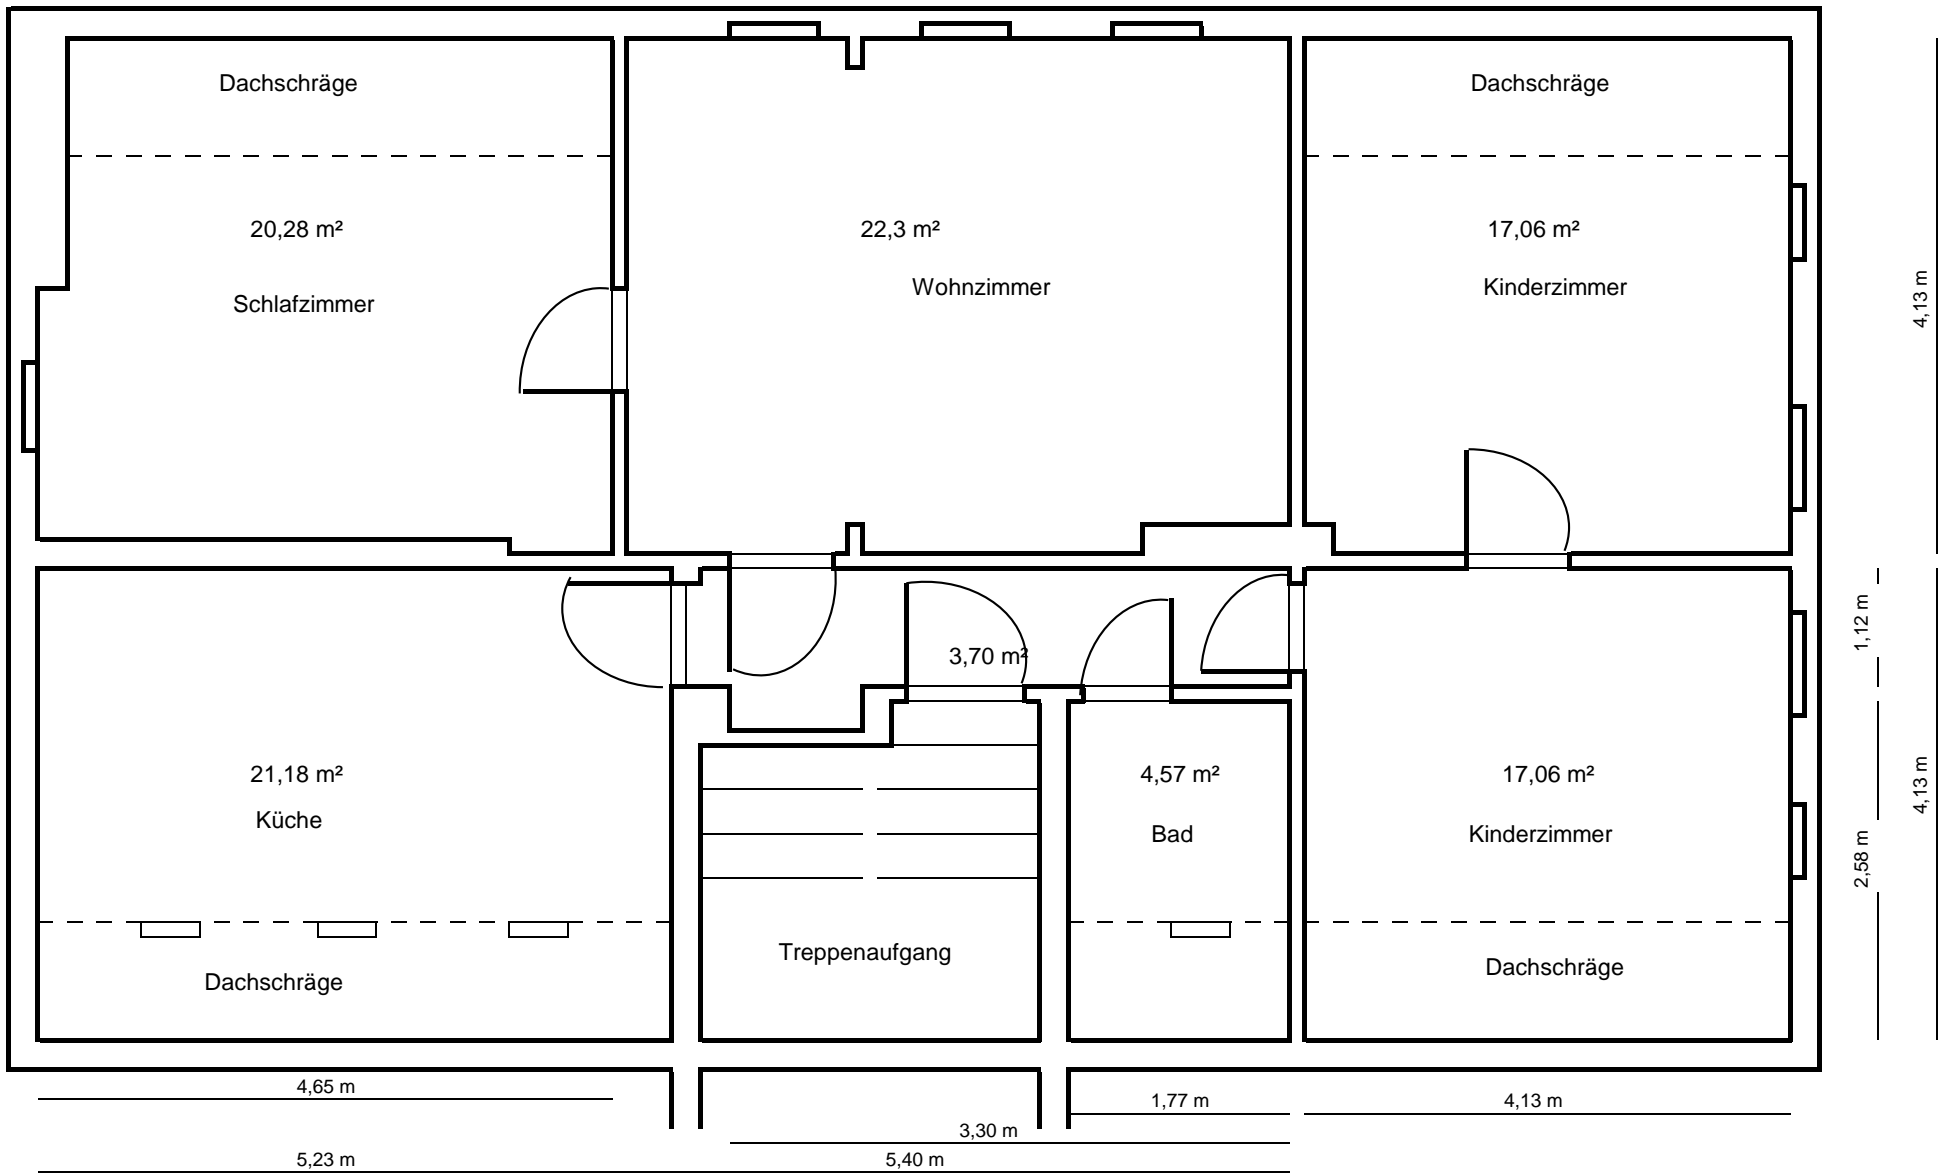 Dachschräge
Dachschräge
20,28 m²
22,3 m²
17,06 m²
Schlafzimmer
Wohnzimmer
Kinderzimmer
4,13 m
1,12 m
3,70 m²
21,18 m²
4,57 m²
17,06 m²
4,13 m
Küche
Bad
Kinderzimmer
2,58 m
Treppenaufgang
Dachschräge
Dachschräge
4,65 m
1,77 m
4,13 m
3,30 m
5,23 m
5,40 m